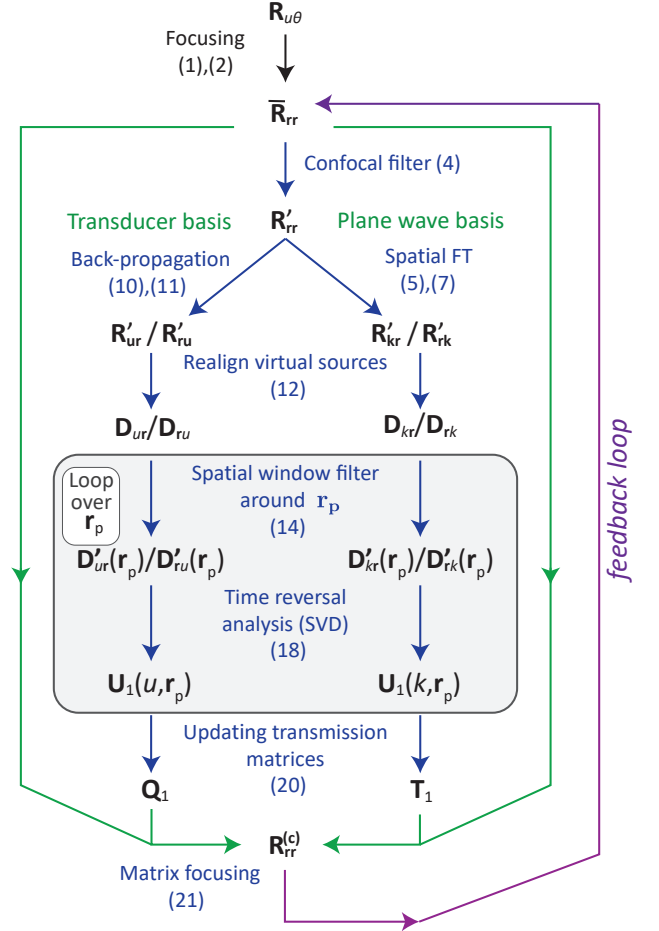 R_uθ
Focusing
(1),(2)
R̅_rr
Confocal filter (4)
Transducer basis
R′_rr
Plane wave basis
Back-propagation
(10),(11)
Spatial FT
(5),(7)
R′_ur / R′_ru
R′_kr / R′_rk
Realign virtual sources
(12)
D_ur/D_ru
D_kr/D_rk
Loop
over
r_p
Spatial window filter
around r_p
(14)
D′_ur(r_p)/D′_ru(r_p)
D′_kr(r_p)/D′_rk(r_p)
Time reversal
analysis (SVD)
(18)
U_1(u,r_p)
U_1(k,r_p)
Updating transmission
matrices
(20)
Q_1
T_1
R_rr^(c)
Matrix focusing
(21)
feedback loop